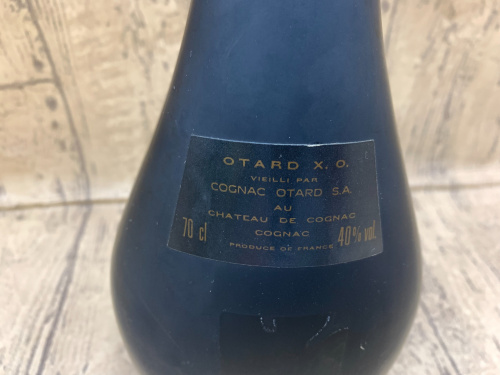 OTARD X. O.
VIEILLI PAR
COGNAC OTARD S.A.
AU
CHATEAU DE COGNAC
70 cl COGNAC 40% vol.
PRODUCE OF FRANCE